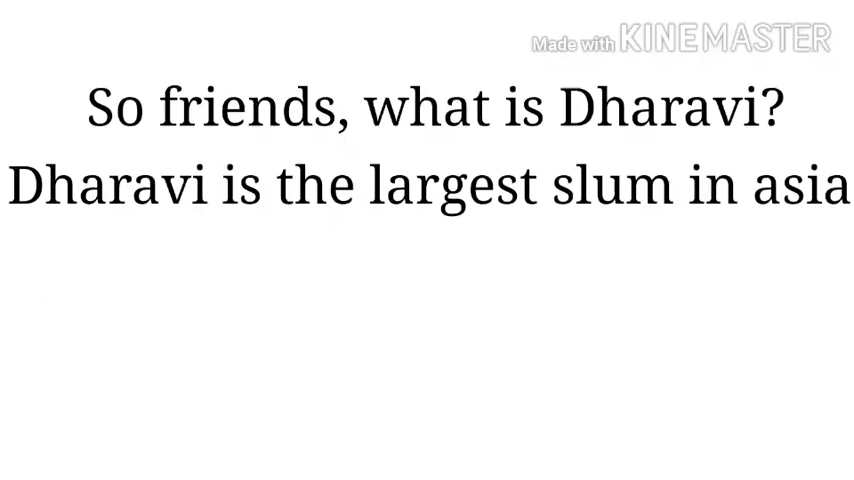 Made with KINEMASTER
So friends, what is Dharavi?
Dharavi is the largest slum in asia